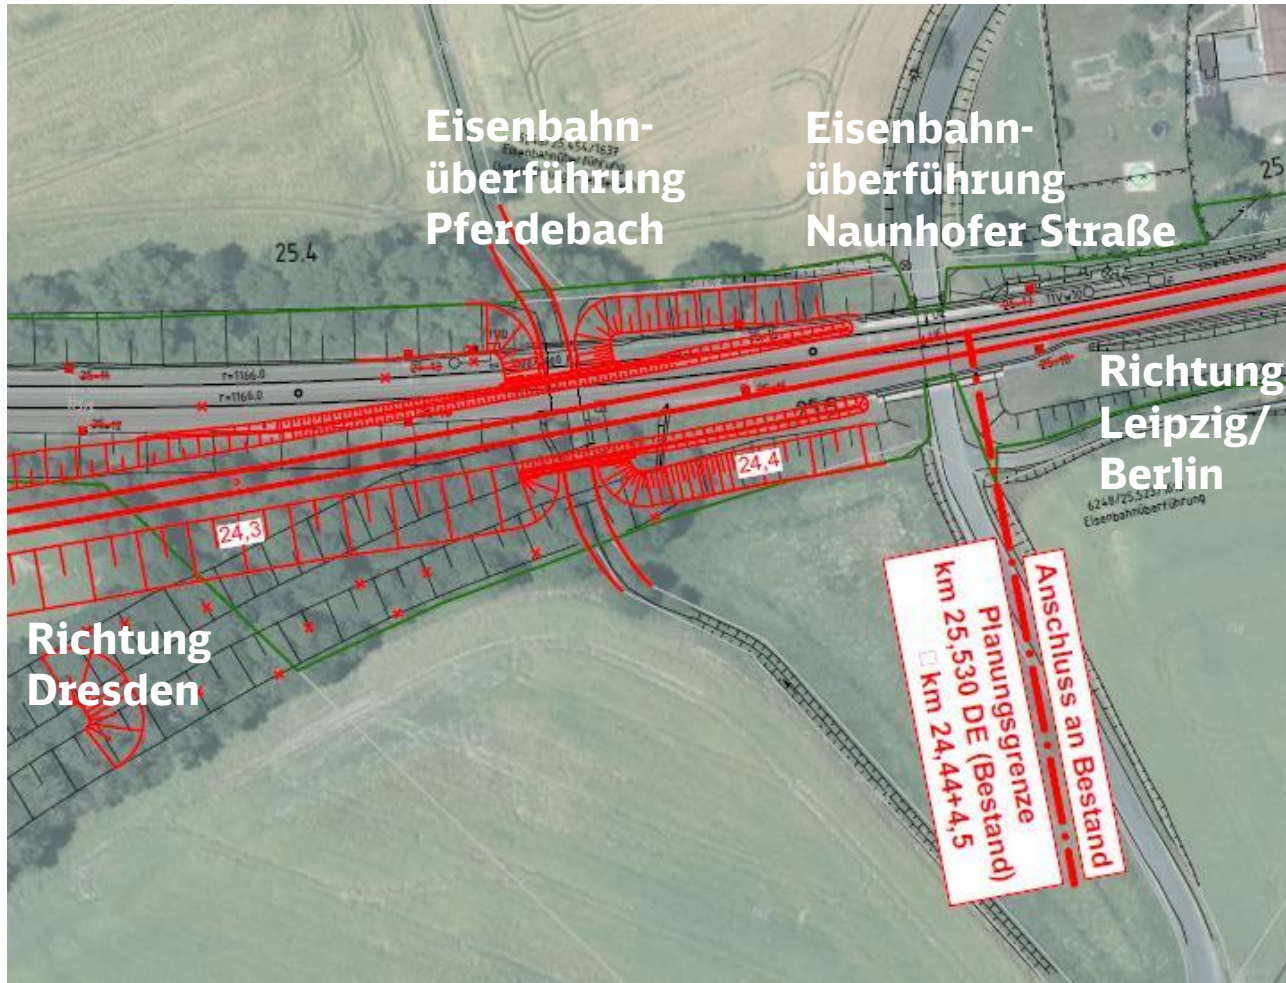 Eisenbahn-
überführung
Pferdebach
Eisenbahn-
überführung
Naunhofer Straße
25.4
r=1166.0
r=1166.0
Richtung
Leipzig/
Berlin
24,4
24,3
Eisenbahnüberführung
Richtung
Dresden
Anschluss an Bestand
Planungsgrenze
km 25,530 DE (Bestand)
□ km 24,44+4,5